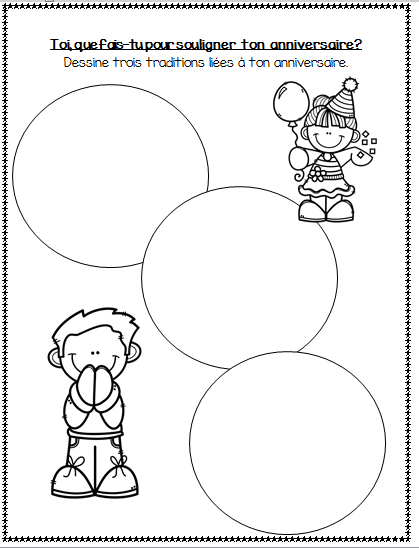 Toi, que fais-tu pour souligner ton anniversaire?
Dessine trois traditions liées à ton anniversaire.